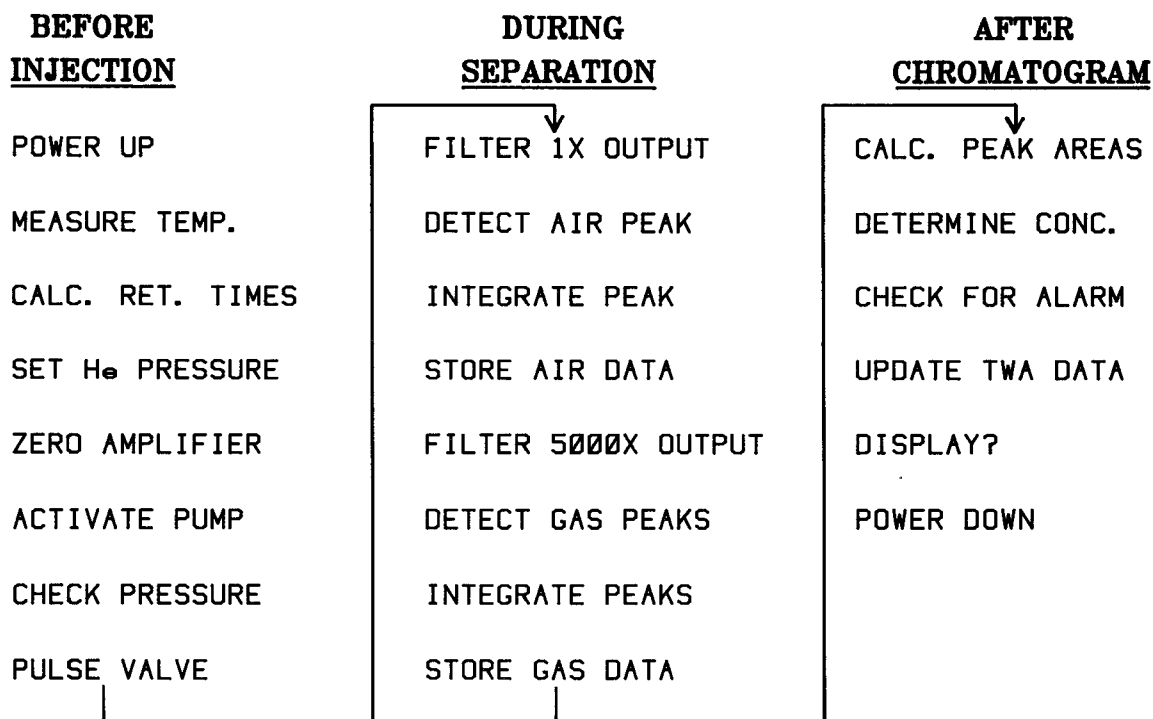 BEFORE
INJECTION
POWER UP
MEASURE TEMP.
CALC. RET. TIMES
SET He PRESSURE
ZERO AMPLIFIER
ACTIVATE PUMP
CHECK PRESSURE
PULSE VALVE
DURING
SEPARATION
FILTER 1X OUTPUT
DETECT AIR PEAK
INTEGRATE PEAK
STORE AIR DATA
FILTER 5000X OUTPUT
DETECT GAS PEAKS
INTEGRATE PEAKS
STORE GAS DATA
AFTER
CHROMATOGRAM
CALC. PEAK AREAS
DETERMINE CONC.
CHECK FOR ALARM
UPDATE TWA DATA
DISPLAY?
POWER DOWN